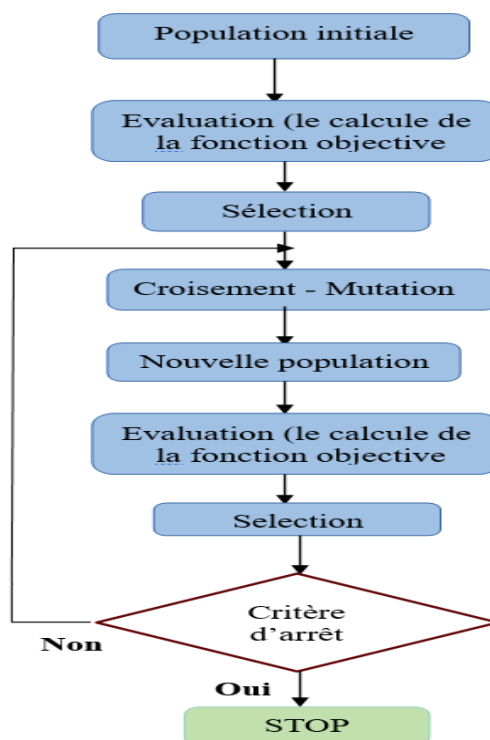 Population initiale
Evaluation (le calcule de
la fonction objective
Sélection
Croisement - Mutation
Nouvelle population
Evaluation (le calcule de
la fonction objective
Selection
Critère
d'arrêt
Non
Oui
STOP